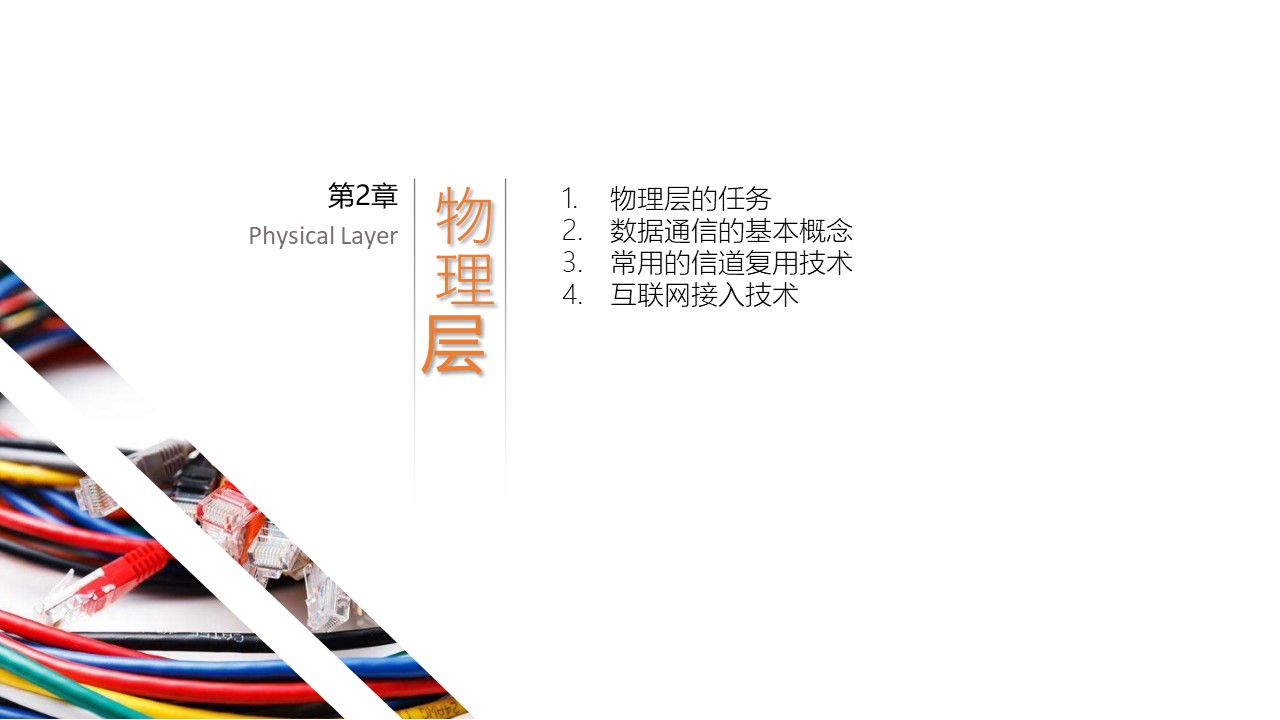 第2章
Physical Layer
物理层
1. 物理层的任务
2. 数据通信的基本概念
3. 常用的信道复用技术
4. 互联网接入技术
24AWG